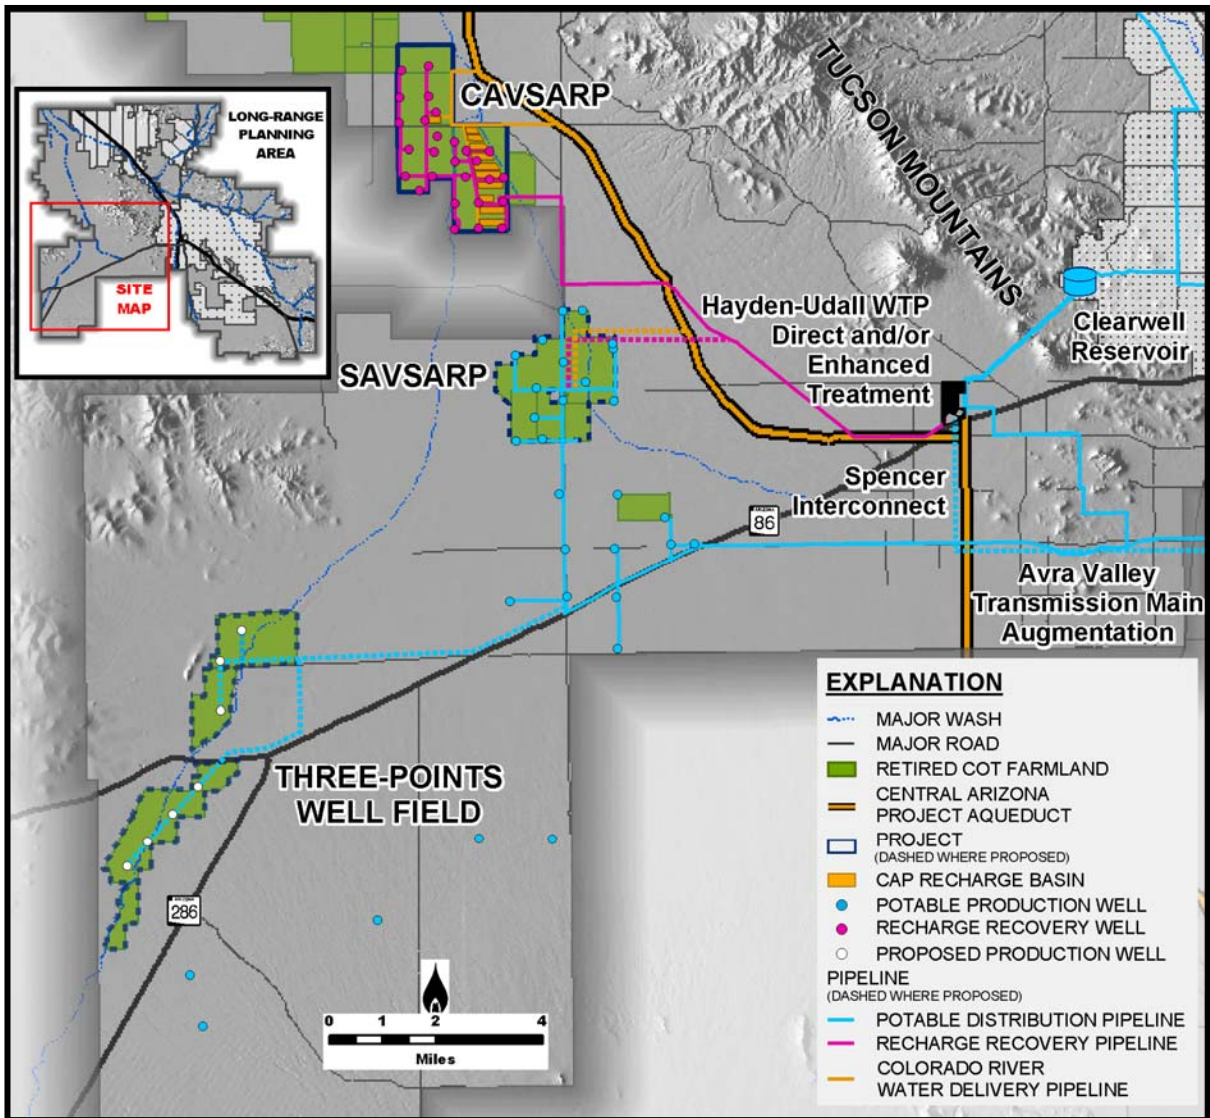 CAVSARP
TUCSON MOUNTAINS
LONG-RANGE
PLANNING
AREA
SITE
MAP
Hayden-Udall WTP
Direct and/or
Enhanced
Treatment
Clearwell
Reservoir
SAVSARP
Spencer
Interconnect
ARIZONA
86
Avra Valley
Transmission Main
Augmentation
THREE-POINTS
WELL FIELD
ARIZONA
286
0 1 2 4
Miles
EXPLANATION
MAJOR WASH
MAJOR ROAD
RETIRED COT FARMLAND
CENTRAL ARIZONA
PROJECT AQUEDUCT
PROJECT
(DASHED WHERE PROPOSED)
CAP RECHARGE BASIN
POTABLE PRODUCTION WELL
RECHARGE RECOVERY WELL
PROPOSED PRODUCTION WELL
PIPELINE
(DASHED WHERE PROPOSED)
POTABLE DISTRIBUTION PIPELINE
RECHARGE RECOVERY PIPELINE
COLORADO RIVER
WATER DELIVERY PIPELINE